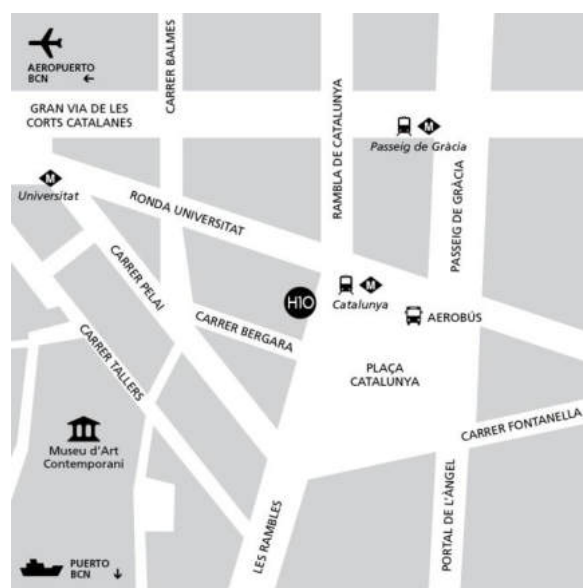 AEROPUERTO
BCN ←
CARRER BALMES
GRAN VIA DE LES
CORTS CATALANES
RAMBLA DE CATALUNYA
M
Passeig de Gràcia
PASSEIG DE GRÀCIA
M
Universitat
RONDA UNIVERSITAT
CARRER PELAI
H10
M
Catalunya
AEROBÚS
CARRER BERGARA
CARRER TALLERS
PLAÇA
CATALUNYA
CARRER FONTANELLA
Museu d'Art
Contemporani
LES RAMBLES
PORTAL DE L'ÀNGEL
PUERTO
BCN ↓